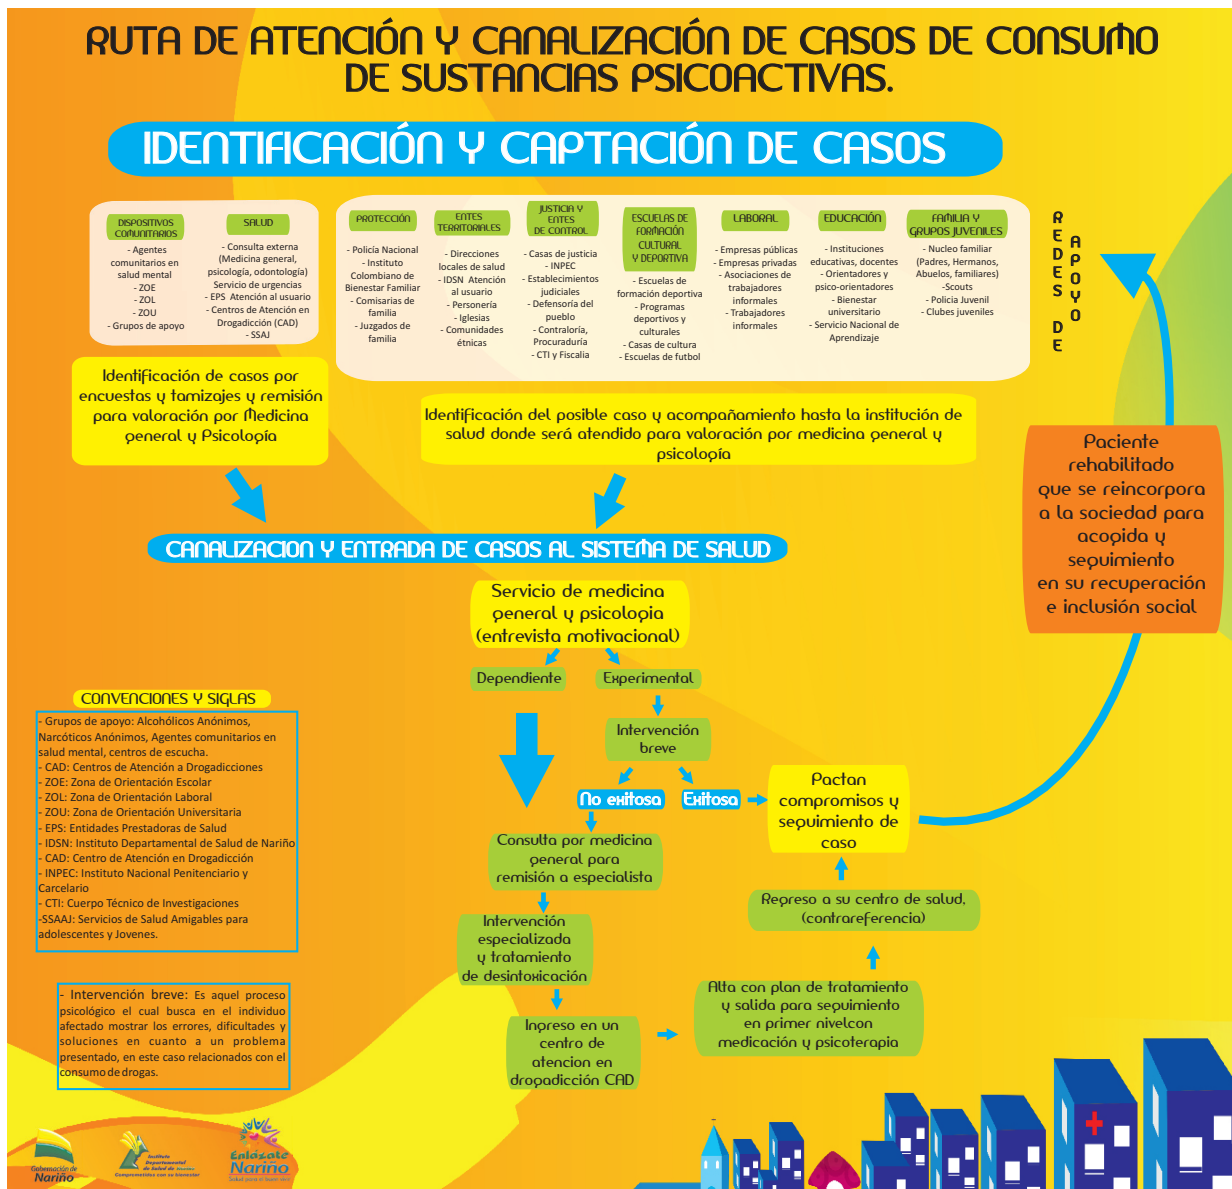 RUTA DE ATENCIÓN Y CANALIZACIÓN DE CASOS DE CONSUMO
DE SUSTANCIAS PSICOACTIVAS.
IDENTIFICACIÓN Y CAPTACIÓN DE CASOS
DISPOSITIVOS
COMUNITARIOS
- Agentes
comunitarios en
salud mental
- ZOE
- ZOL
- ZOU
- Grupos de apoyo
SALUD
- Consulta externa
(Medicina general,
psicología, odontología)
Servicio de urgencias
- EPS Atención al usuario
- Centros de Atención en
Drogadicción (CAD)
- SSAJ
PROTECCIÓN
- Policía Nacional
- Instituto
Colombiano de
Bienestar Familiar
- Comisarias de
familia
- Juzgados de
familia
ENTES
TERRITORIALES
- Direcciones
locales de salud
- IDSN Atención
al usuario
- Personería
- Iglesias
- Comunidades
étnicas
JUSTICIA Y
ENTES
DE CONTROL
- Casas de justicia
- INPEC
- Establecimientos
judiciales
- Defensoría del
pueblo
- Contraloría,
Procuraduría
- CTI y Fiscalia
ESCUELAS DE
FORMACIÓN
CULTURAL
Y DEPORTIVA
- Escuelas de
formación deportiva
- Programas
deportivos y
culturales
- Casas de cultura
- Escuelas de futbol
LABORAL
- Empresas públicas
- Empresas privadas
- Asociaciones de
trabajadores
informales
- Trabajadores
informales
EDUCACIÓN
- Instituciones
educativas, docentes
- Orientadores y
psico-orientadores
- Bienestar
universitario
- Servicio Nacional de
Aprendizaje
FAMILIA Y
GRUPOS JUVENILES
- Nucleo familiar
(Padres, Hermanos,
Abuelos, familiares)
-Scouts
- Policia Juvenil
- Clubes juveniles
REDES DE
APOYO
Identificación de casos por
encuestas y tamizajes y remisión
para valoración por Medicina
general y Psicología
Identificación del posible caso y acompañamiento hasta la institución de
salud donde será atendido para valoración por medicina general y
psicología
Paciente
rehabilitado
que se reincorpora
a la sociedad para
acogida y
seguimiento
en su recuperación
e inclusión social
CANALIZACION Y ENTRADA DE CASOS AL SISTEMA DE SALUD
Servicio de medicina
general y psicologia
(entrevista motivacional)
Dependiente
Experimental
Intervención
breve
No exitosa
Exitosa
Pactan
compromisos y
seguimiento de
caso
Consulta por medicina
general para
remisión a especialista
Regreso a su centro de salud,
(contrareferencia)
Intervención
especializada
y tratamiento
de desintoxicación
Alta con plan de tratamiento
y salida para seguimiento
en primer nivelcon
medicación y psicoterapia
Ingreso en un
centro de
atencion en
drogadicción CAD
CONVENCIONES Y SIGLAS
- Grupos de apoyo: Alcohólicos Anónimos,
Narcóticos Anónimos, Agentes comunitarios en
salud mental, centros de escucha.
- CAD: Centros de Atención a Drogadicciones
- ZOE: Zona de Orientación Escolar
- ZOL: Zona de Orientación Laboral
- ZOU: Zona de Orientación Universitaria
- EPS: Entidades Prestadoras de Salud
- IDSN: Instituto Departamental de Salud de Nariño
- CAD: Centro de Atención en Drogadicción
- INPEC: Instituto Nacional Penitenciario y
Carcelario
- CTI: Cuerpo Técnico de Investigaciones
-SSAAJ: Servicios de Salud Amigables para
adolescentes y Jovenes.
- Intervención breve: Es aquel proceso
psicológico el cual busca en el individuo
afectado mostrar los errores, dificultades y
soluciones en cuanto a un problema
presentado, en este caso relacionados con el
consumo de drogas.
Gobernación de
Nariño
Instituto
Departamental
de Salud de Nariño
Comprometidos con su bienestar
Enlázate
Nariño
Salud para el buen vivir